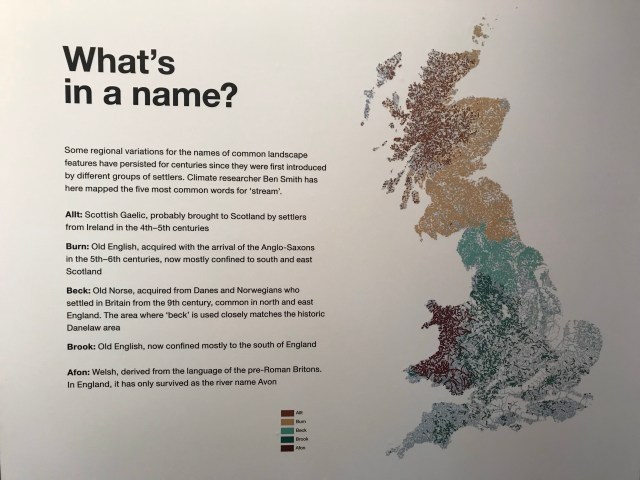 What's
in a name?
Some regional variations for the names of common landscape
features have persisted for centuries since they were first introduced
by different groups of settlers. Climate researcher Ben Smith has
here mapped the five most common words for 'stream'.
Allt: Scottish Gaelic, probably brought to Scotland by settlers
from Ireland in the 4th–5th centuries
Burn: Old English, acquired with the arrival of the Anglo-Saxons
in the 5th–6th centuries, now mostly confined to south and east
Scotland
Beck: Old Norse, acquired from Danes and Norwegians who
settled in Britain from the 9th century, common in north and east
England. The area where 'beck' is used closely matches the historic
Danelaw area
Brook: Old English, now confined mostly to the south of England
Afon: Welsh, derived from the language of the pre-Roman Britons.
In England, it has only survived as the river name Avon
Allt
Burn
Beck
Brook
Afon